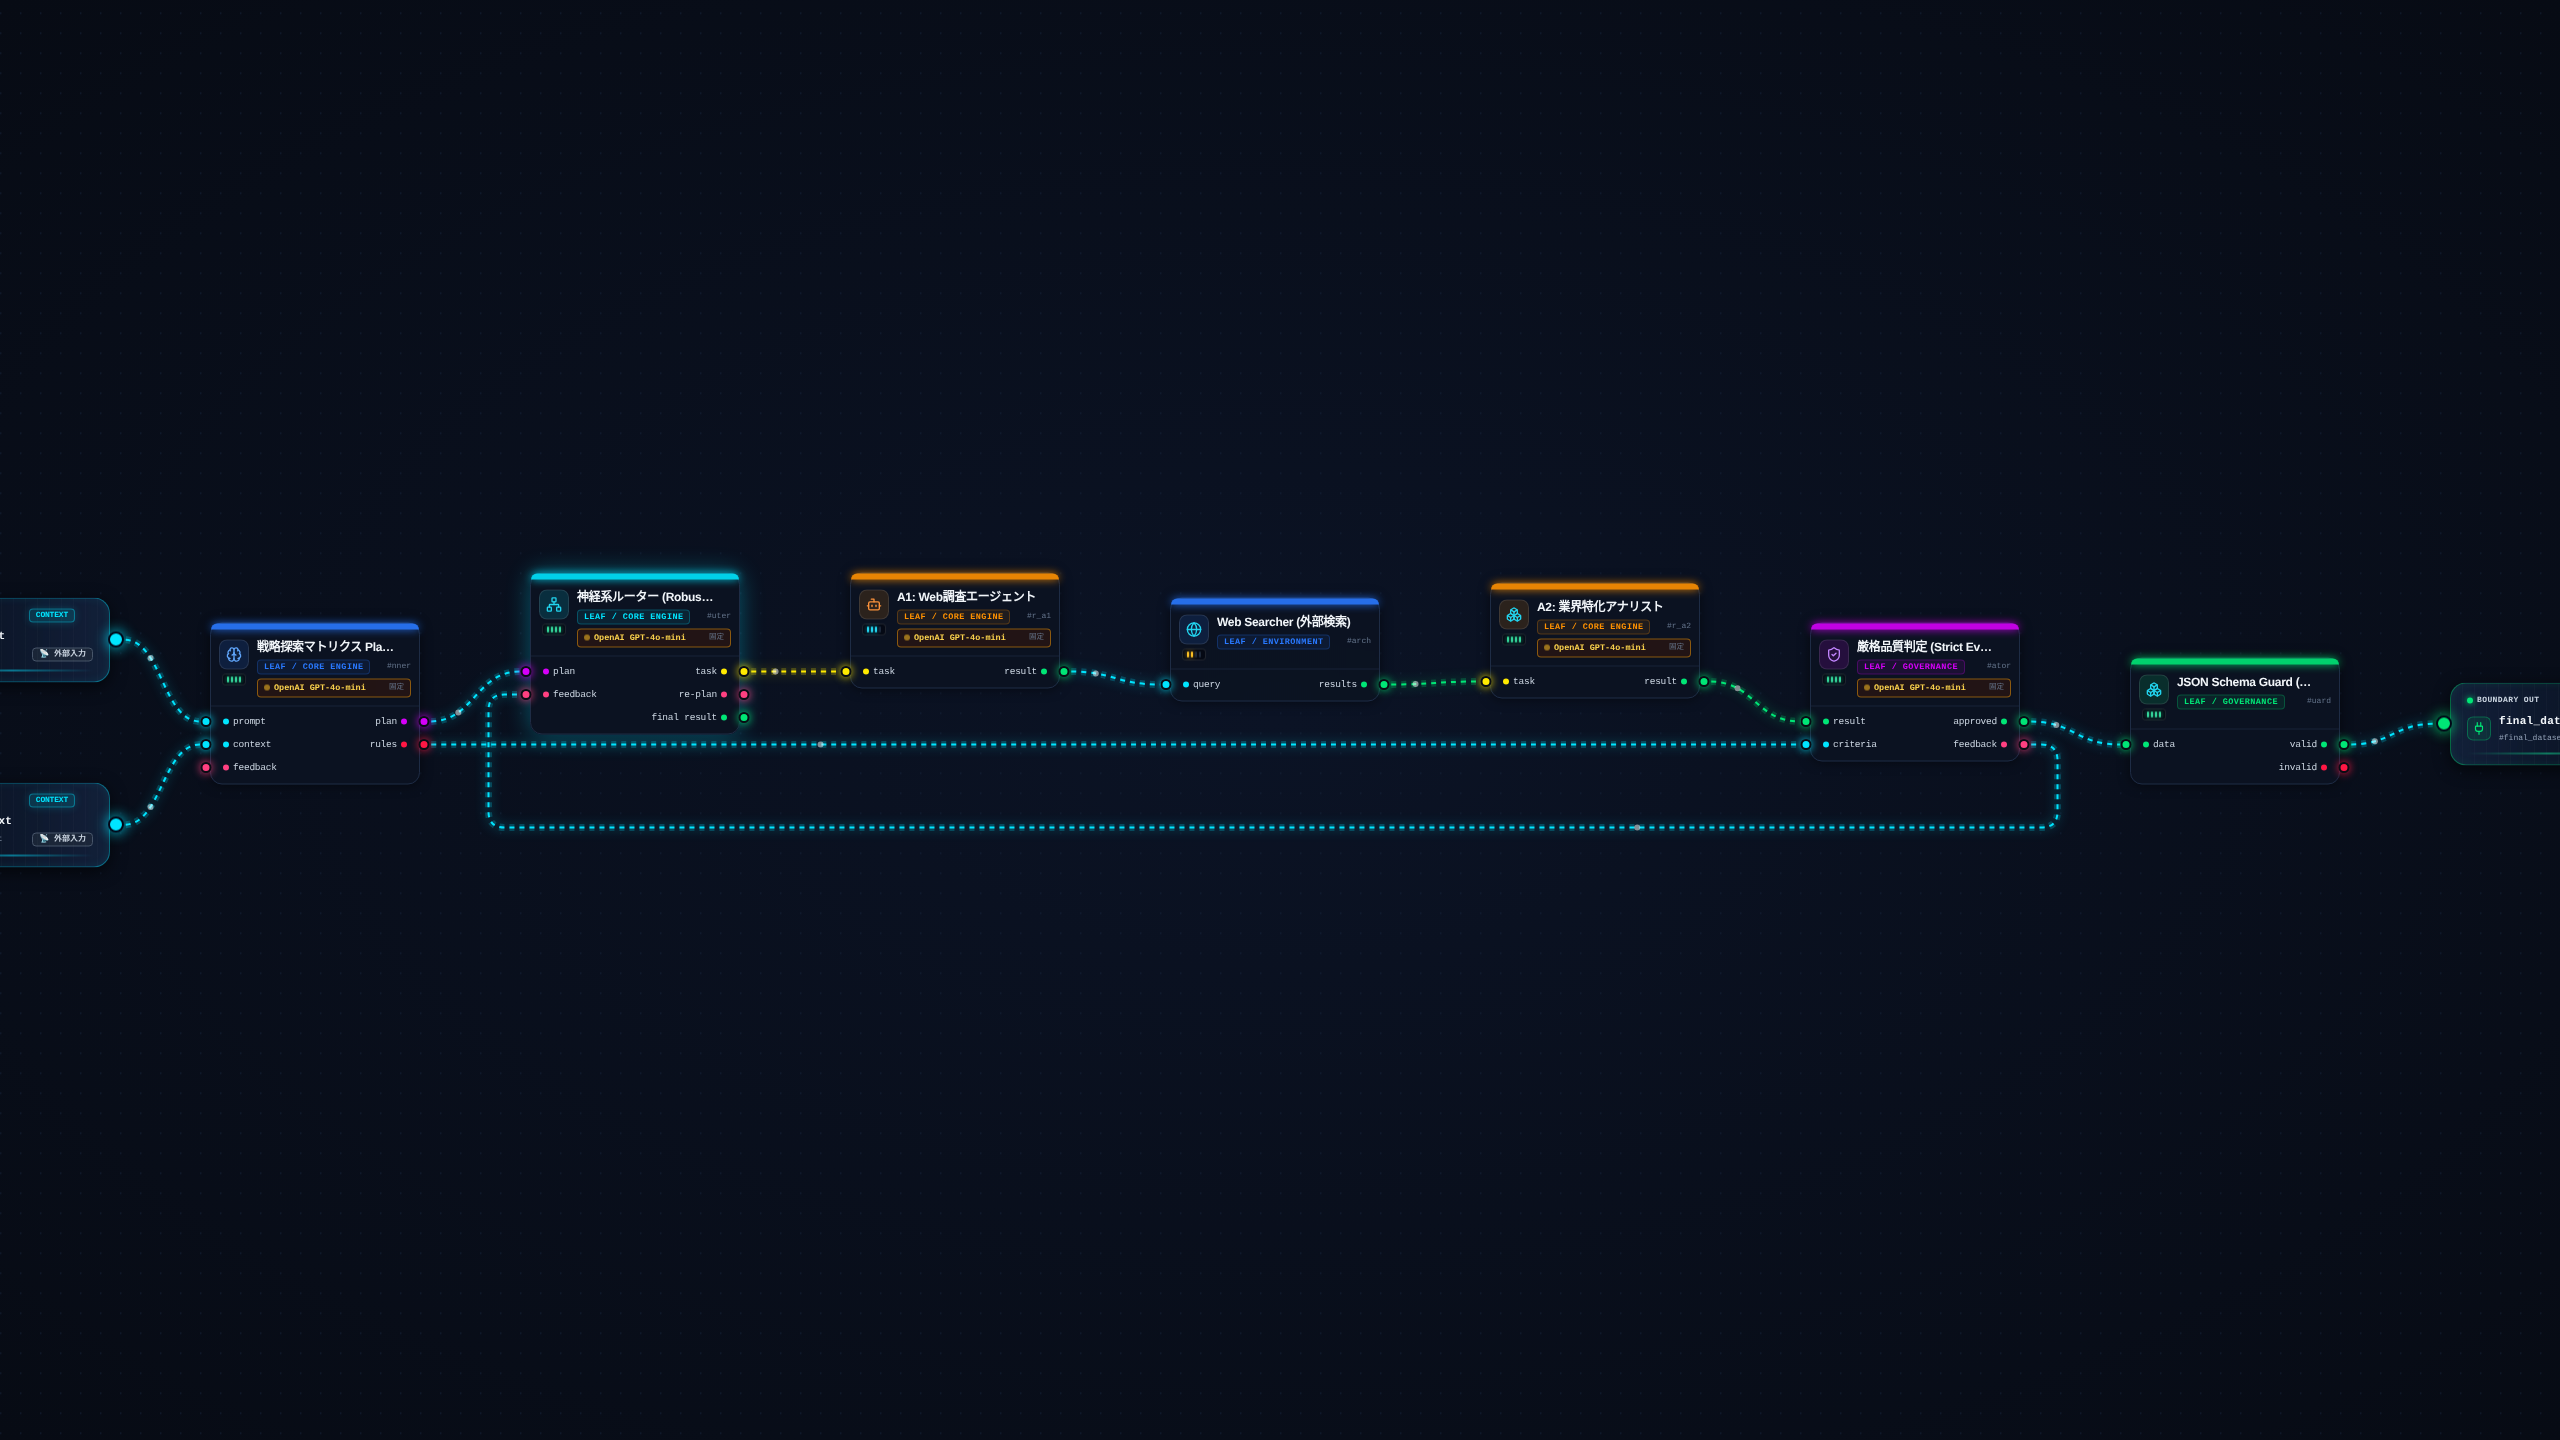 CONTEXT
t
外部入力
CONTEXT
xt
外部入力
戦略探索マトリクス Pla…
LEAF / CORE ENGINE #nner
OpenAI GPT-4o-mini 固定
prompt plan
context rules
feedback
神経系ルーター (Robus…
LEAF / CORE ENGINE #uter
OpenAI GPT-4o-mini 固定
plan task
feedback re-plan
final result
A1: Web調査エージェント
LEAF / CORE ENGINE #r_a1
OpenAI GPT-4o-mini 固定
task result
Web Searcher (外部検索)
LEAF / ENVIRONMENT #arch
query results
A2: 業界特化アナリスト
LEAF / CORE ENGINE #r_a2
OpenAI GPT-4o-mini 固定
task result
厳格品質判定 (Strict Ev…
LEAF / GOVERNANCE #ator
OpenAI GPT-4o-mini 固定
result approved
criteria feedback
JSON Schema Guard (…
LEAF / GOVERNANCE #uard
data valid
invalid
BOUNDARY OUT
final_dat
#final_datase